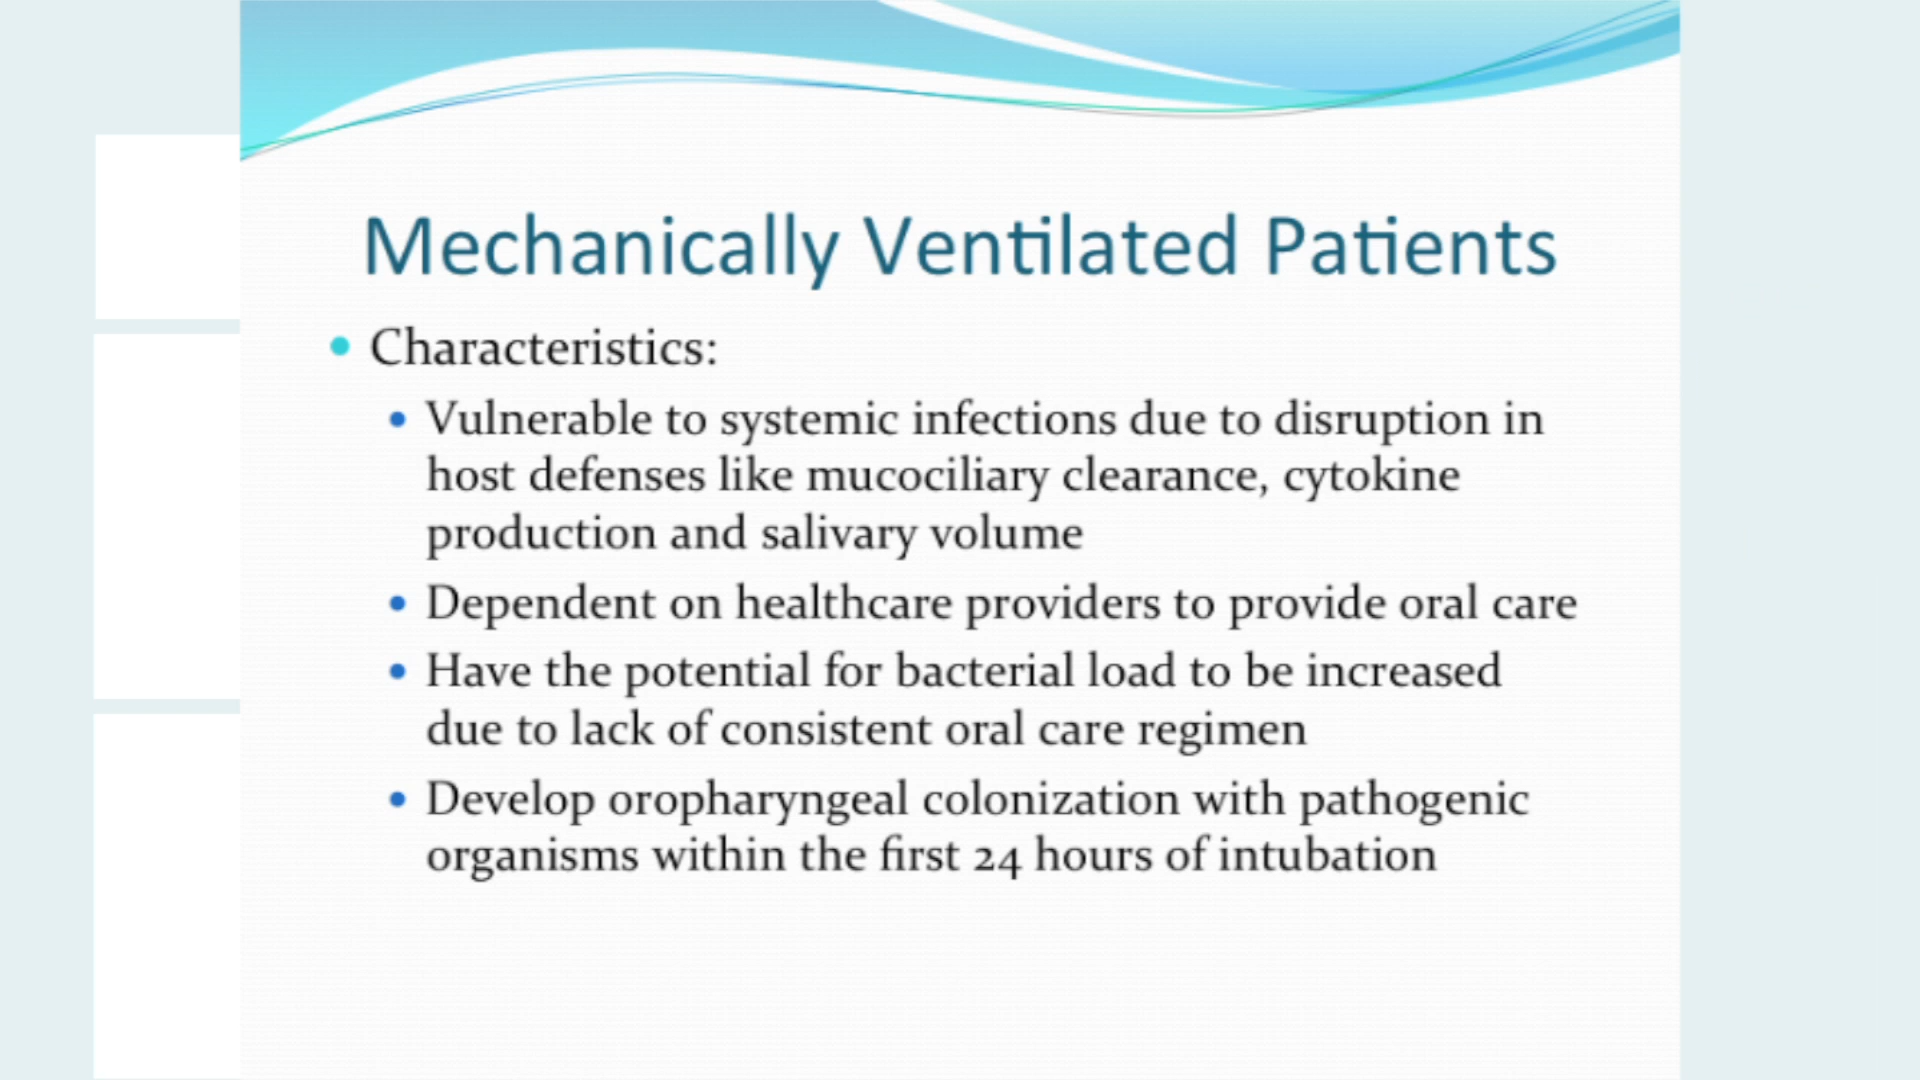 Mechanically Ventilated Patients
• Characteristics:
• Vulnerable to systemic infections due to disruption in
host defenses like mucociliary clearance, cytokine
production and salivary volume
• Dependent on healthcare providers to provide oral care
• Have the potential for bacterial load to be increased
due to lack of consistent oral care regimen
• Develop oropharyngeal colonization with pathogenic
organisms within the first 24 hours of intubation